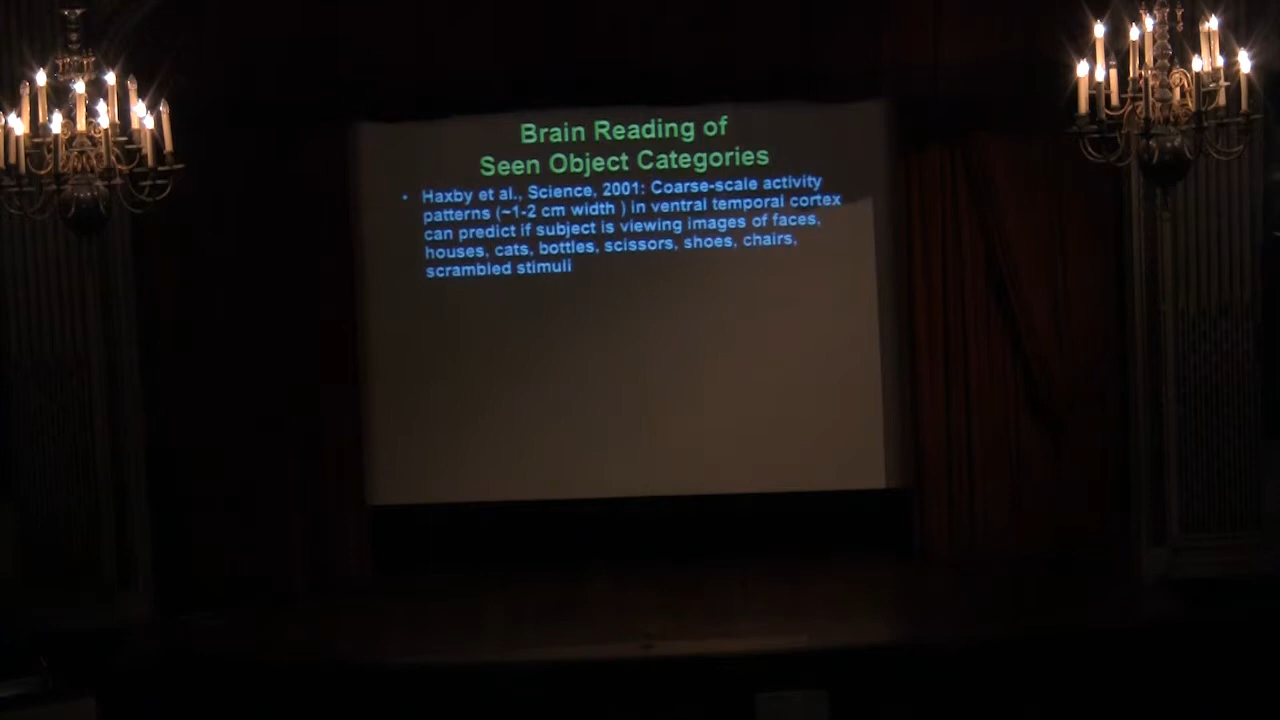 Brain Reading of
Seen Object Categories
• Haxby et al., Science, 2001: Coarse-scale activity
patterns (~1-2 cm width ) in ventral temporal cortex
can predict if subject is viewing images of faces,
houses, cats, bottles, scissors, shoes, chairs,
scrambled stimuli